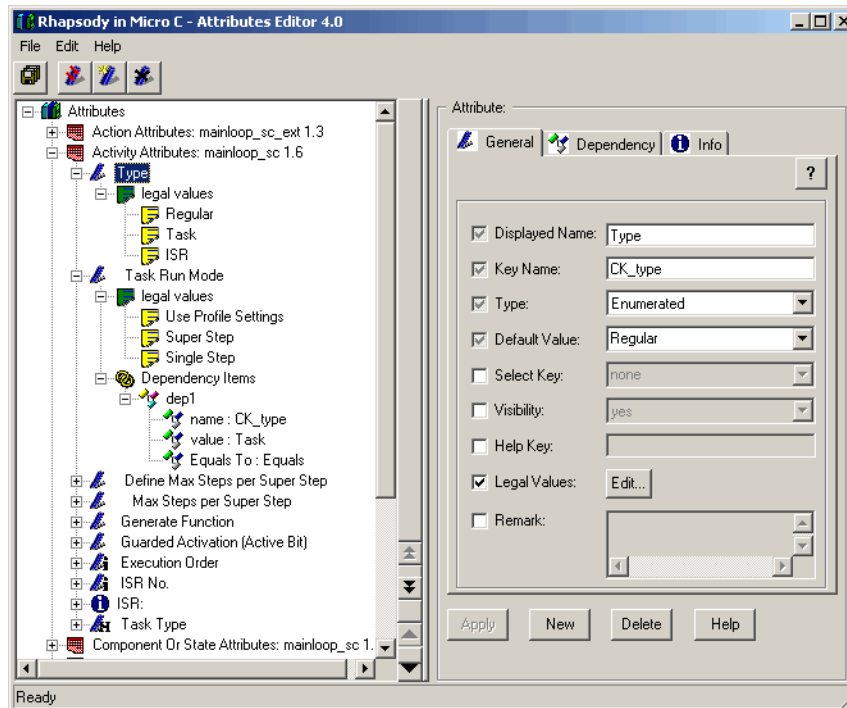 Rhapsody in Micro C - Attributes Editor 4.0
File Edit Help
Attributes
Action Attributes: mainloop_sc_ext 1.3
Activity Attributes: mainloop_sc 1.6
Type
legal values
Regular
Task
ISR
Task Run Mode
legal values
Use Profile Settings
Super Step
Single Step
Dependency Items
dep1
name : CK_type
value : Task
Equals To : Equals
Define Max Steps per Super Step
Max Steps per Super Step
Generate Function
Guarded Activation (Active Bit)
Execution Order
ISR No.
ISR:
Task Type
Component Or State Attributes: mainloop_sc 1.
Attribute:
General Dependency Info
?
Displayed Name: Type
Key Name: CK_type
Type: Enumerated
Default Value: Regular
Select Key: none
Visibility: yes
Help Key:
Legal Values: Edit...
Remark:
Apply New Delete Help
Ready